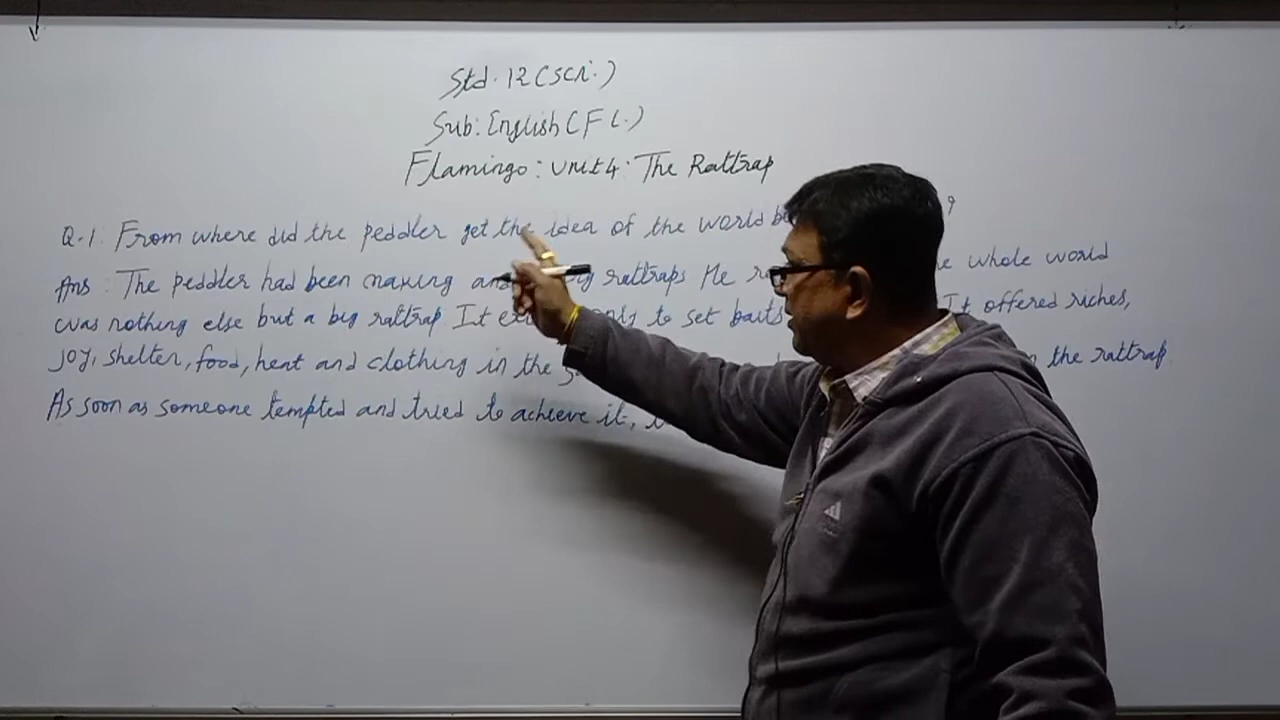 Std. 12 (Sci.)
Sub: English (FL.)
Flamingo: Unit 4: The Rattrap
Q.1. From where did the peddler get the idea of the world ?
Ans: The peddler had been making rattraps He whole world
was nothing else but a big rattrap It to set baits It offered riches,
joy, shelter, food, heat and clothing in the the rattrap
As soon as someone tempted and tried to achieve it,